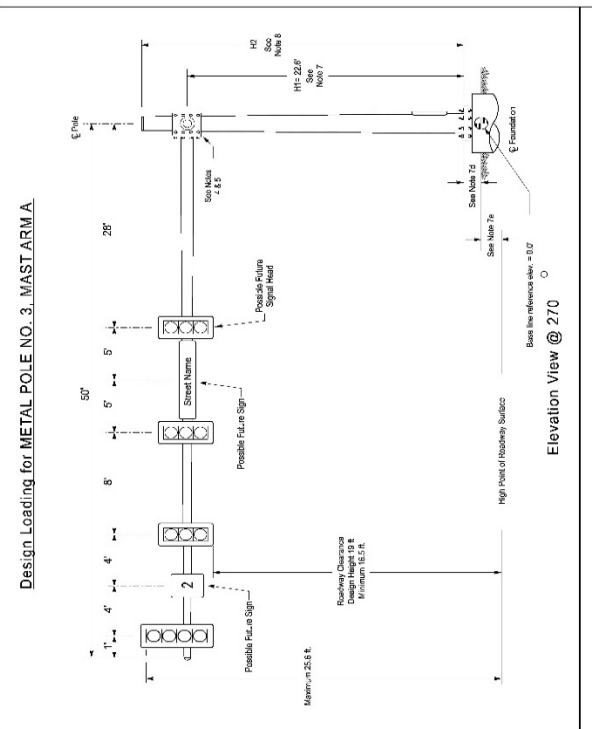 Design Loading for METAL POLE NO. 3, MAST ARM A
50'
1'
4'
4'
8'
5'
5'
28'
℄ Pole
H2
See
Note 8
H1= 22.6'
See
Note 7
See Notes
4 & 5
Possible Future
Signal Head
Street Name
Possible Future Sign
2
Possible Future Sign
Maximum 25.6 ft.
Roadway Clearance
Design Height 19 ft
Minimum 16.5 ft.
High Point of Roadway Surface
See Note 7d
See Note 7e
℄ Foundation
Base line reference elev. = 0.0'
Elevation View @ 270